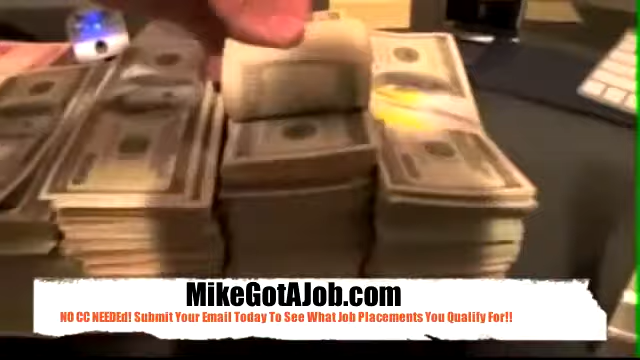 MikeGotAJob.com
NO CC NEEDEd! Submit Your Email Today To See What Job Placements You Qualify For!!